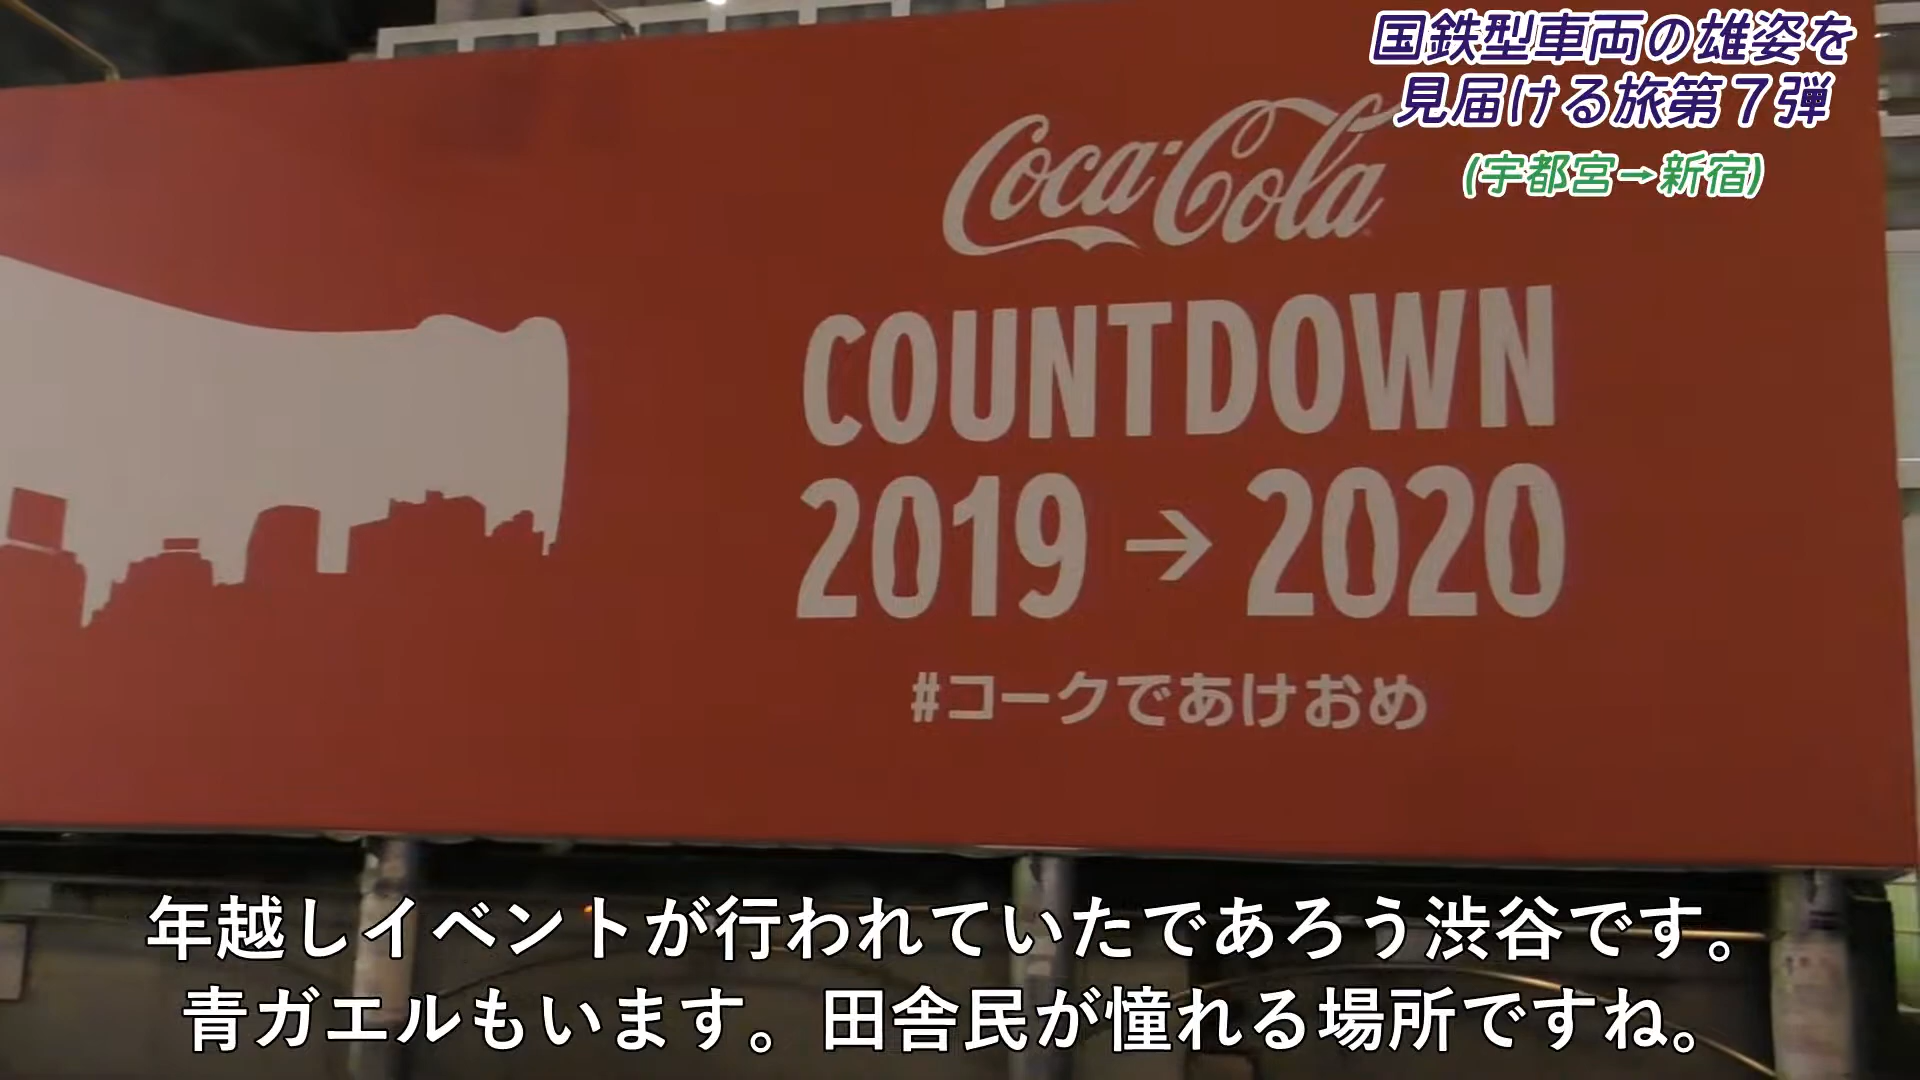 国鉄型車両の雄姿を
見届ける旅第7弾
(宇都宮→新宿)
Coca-Cola
COUNTDOWN
2019→2020
#コークであけおめ
年越しイベントが行われていたであろう渋谷です。
青ガエルもいます。田舎民が憧れる場所ですね。